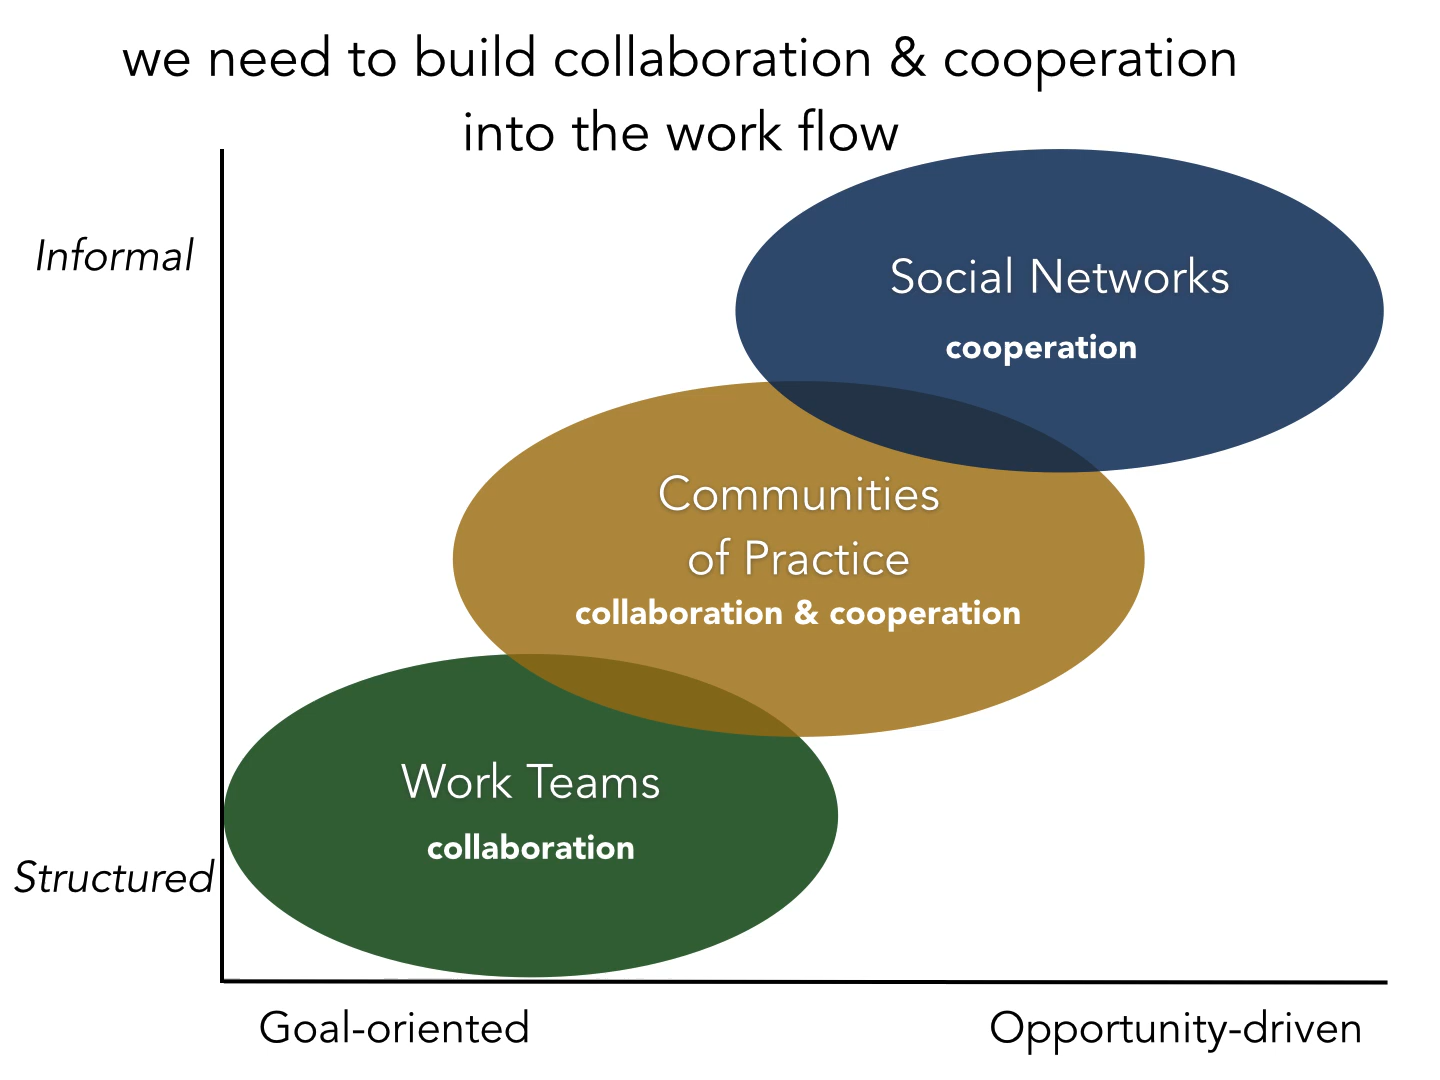 we need to build collaboration & cooperation
into the work flow
Informal
Social Networks
cooperation
Communities
of Practice
collaboration & cooperation
Work Teams
collaboration
Structured
Goal-oriented
Opportunity-driven